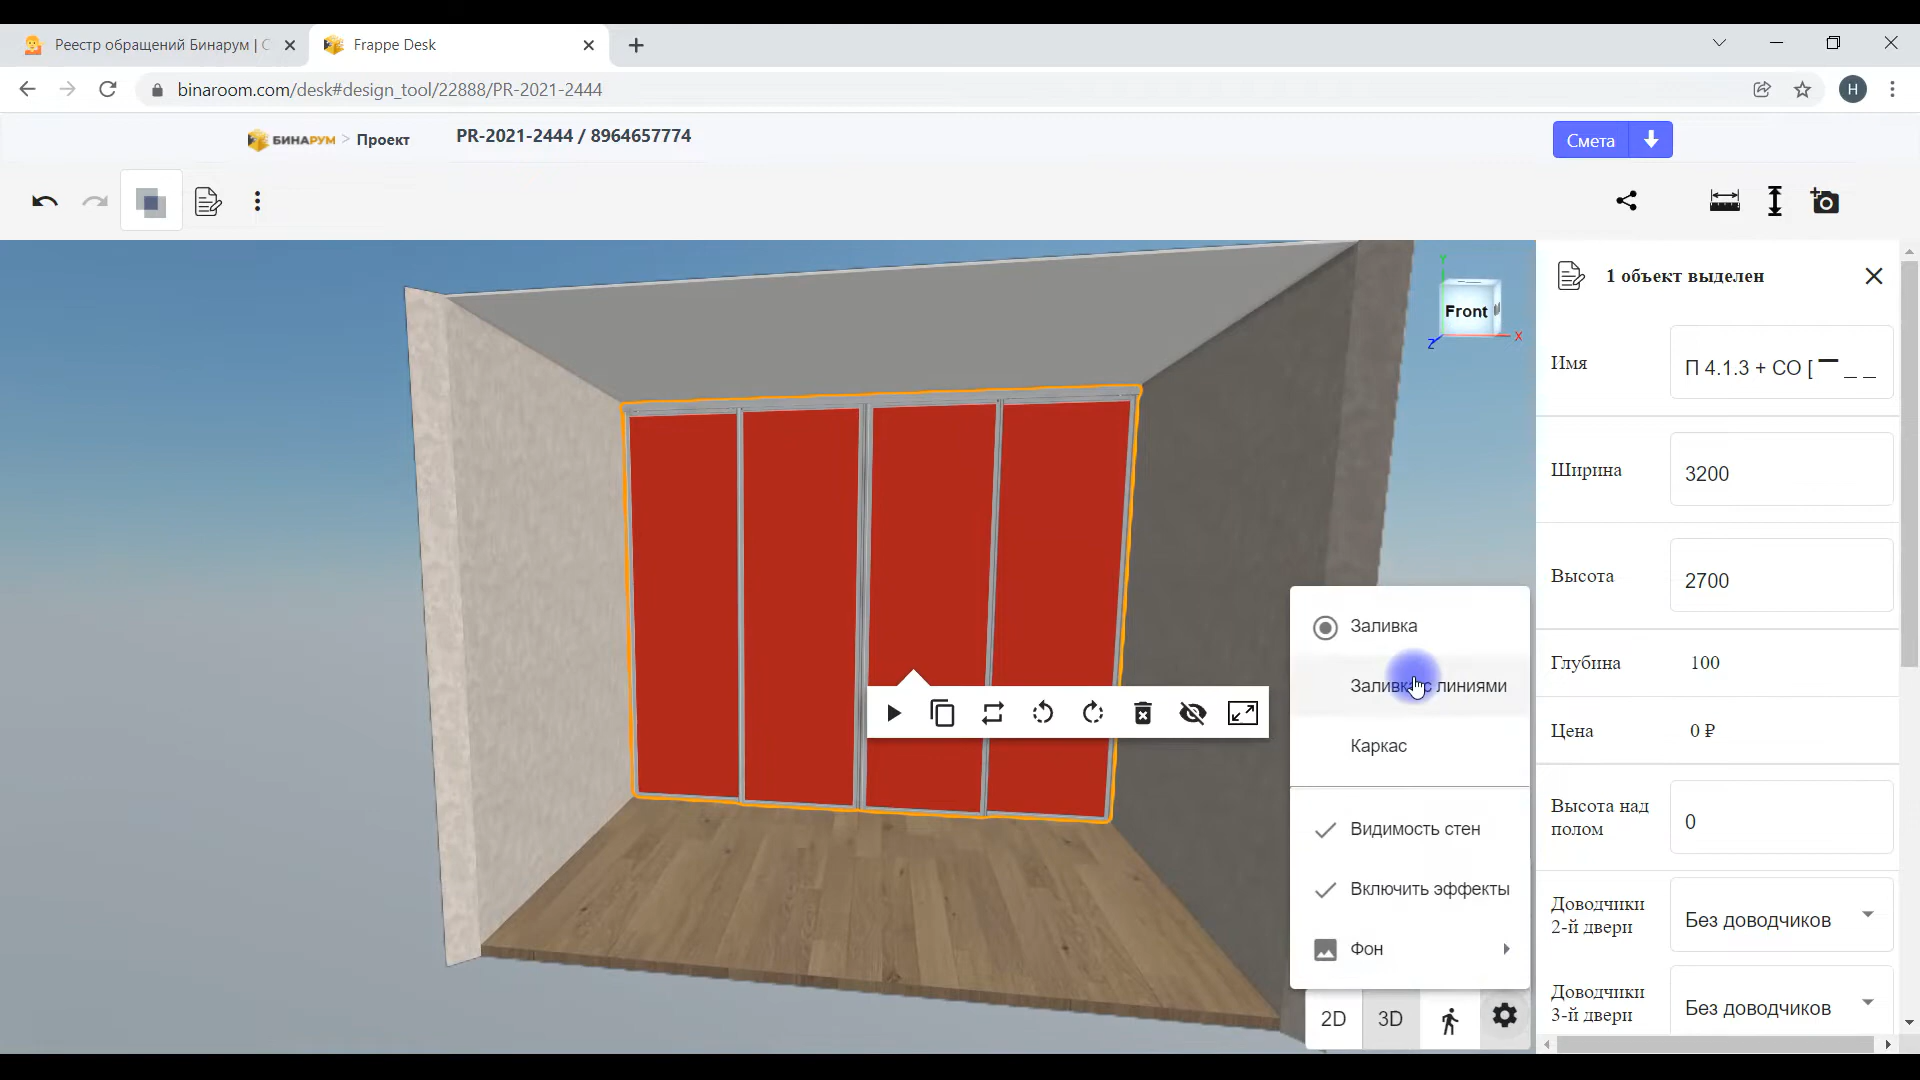 Реестр обращений Бинарум | С
Frappe Desk
binaroom.com/desk#design_tool/22888/PR-2021-2444
H
БИНАРУМ > Проект
PR-2021-2444 / 8964657774
Смета
Y
Front
X
Z
1 объект выделен
Имя
П 4.1.3 + СО [ ‾ _ _
Ширина
3200
Высота
2700
Глубина
100
Цена
0 ₽
Высота над
полом
0
Доводчики
2-й двери
Без доводчиков
Доводчики
3-й двери
Без доводчиков
Заливка
Заливка с линиями
Каркас
Видимость стен
Включить эффекты
Фон
2D
3D